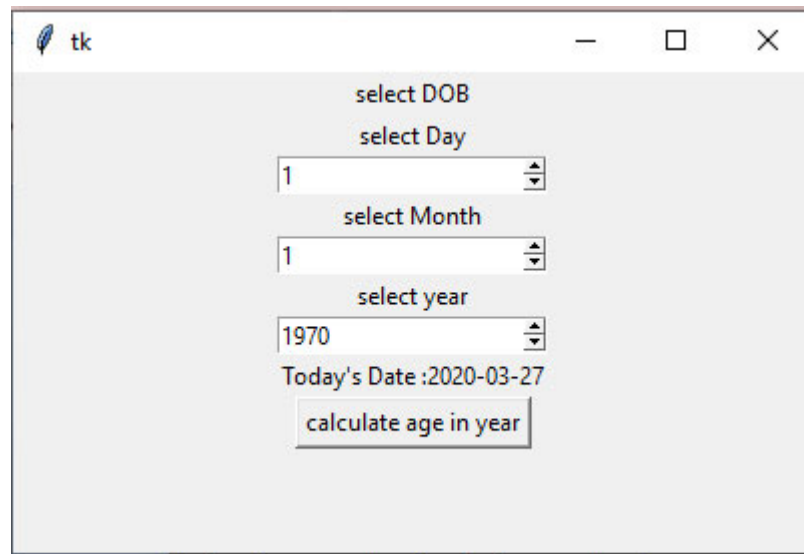 tk
select DOB
select Day
1
select Month
1
select year
1970
Today's Date :2020-03-27
calculate age in year